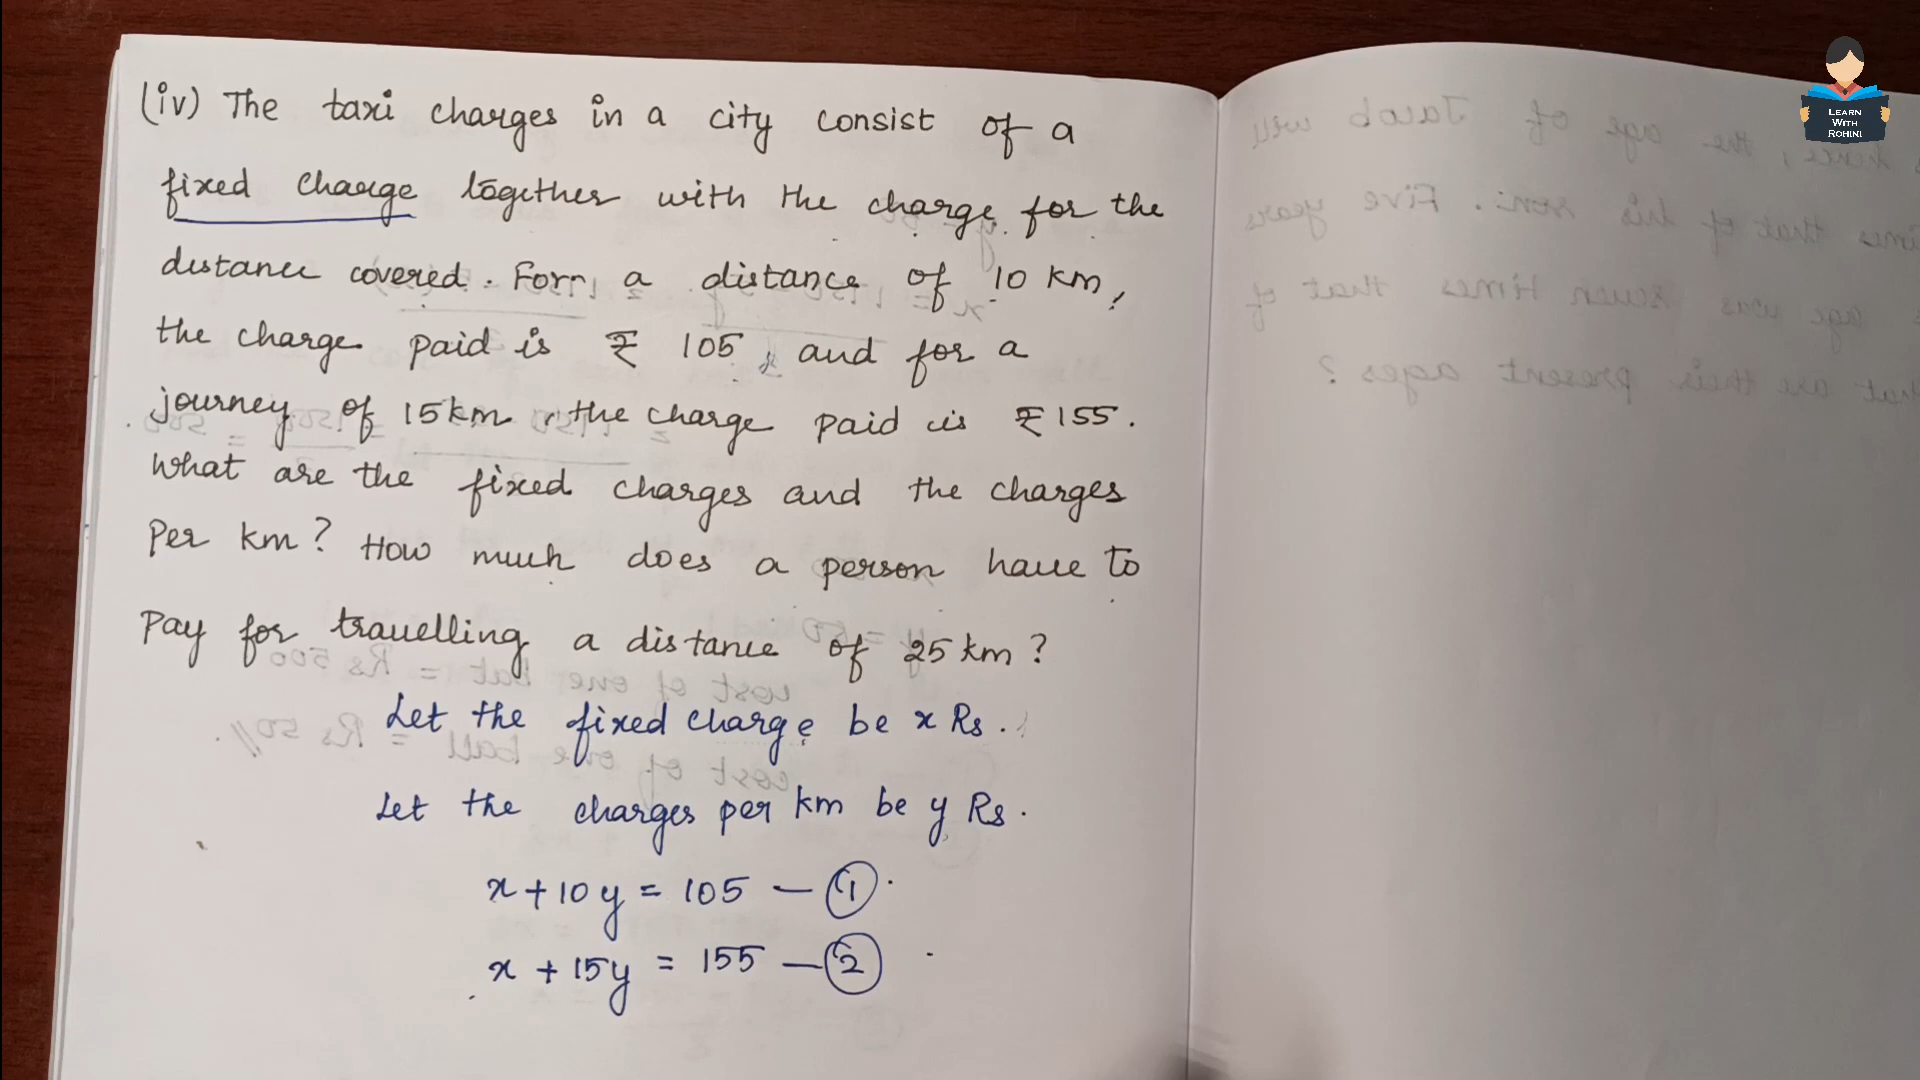 (iv) The taxi charges in a city consist of a
fixed charge together with the charge for the
distance covered. For a distance of 10 km,
the charge paid is ₹ 105, and for a
journey of 15km, the charge paid is ₹155.
What are the fixed charges and the charges
Per km? How much does a person have to
Pay for travelling a distance of 25 km?
Let the fixed charge be x Rs.
Let the charges per km be y Rs.
x + 10y = 105 — ①
x + 15y = 155 — ②
LEARN
WITH
ROHINI